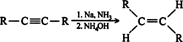 R
R—≡—R 1. Na, NH₃
2. NH₄OH
H
H
R